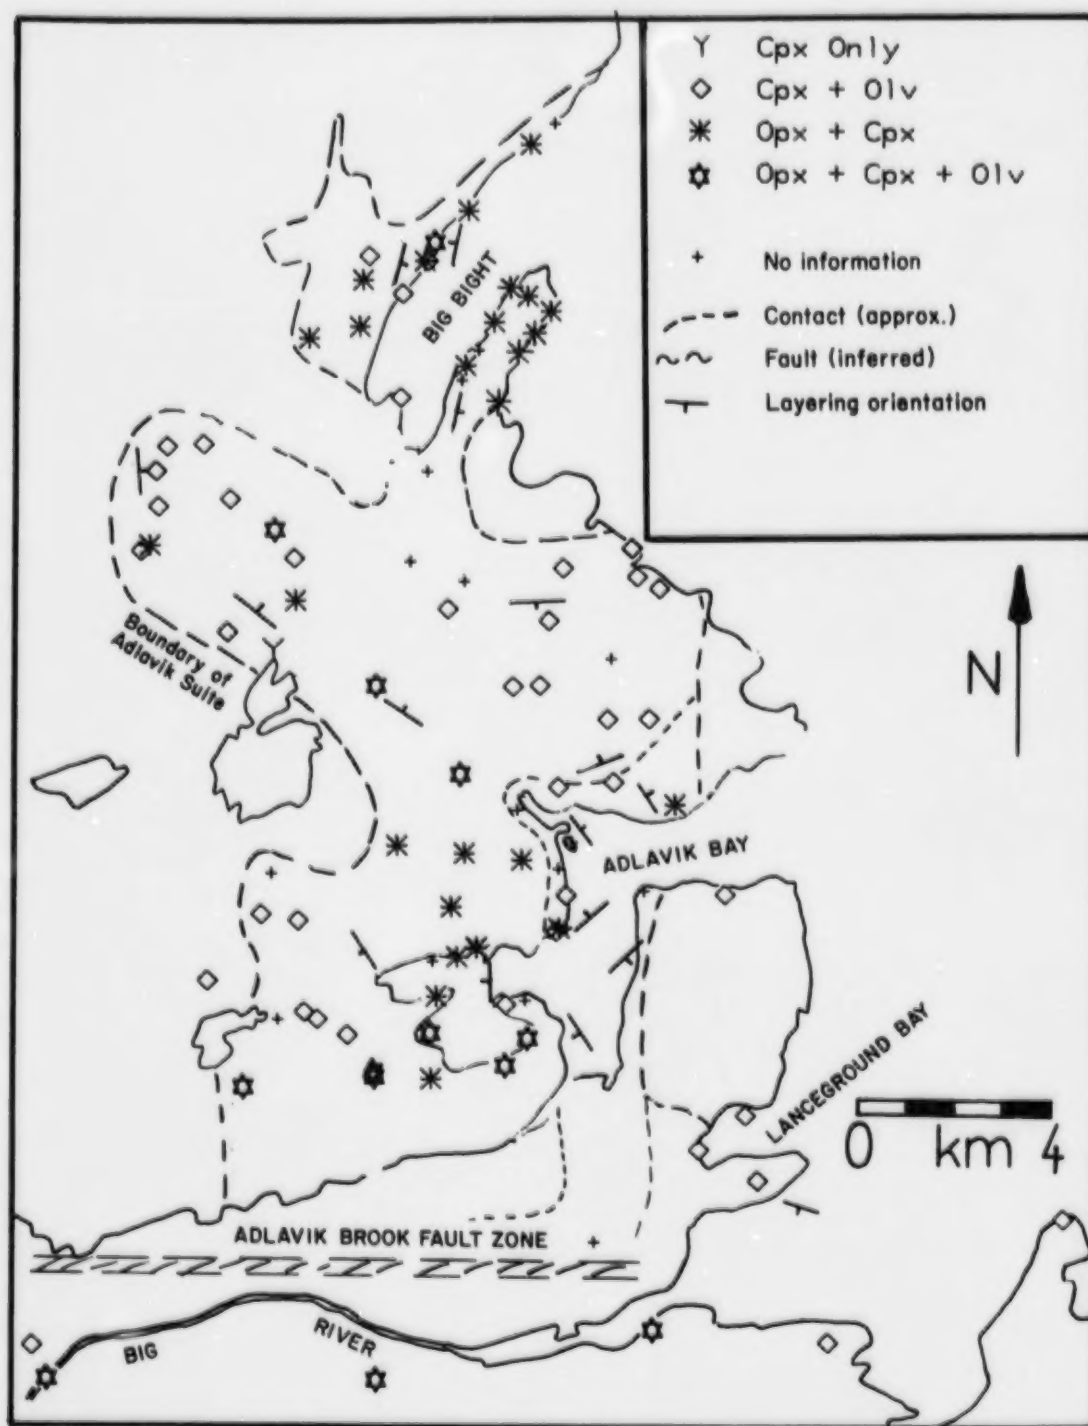 Cpx Only
Cpx + Olv
Opx + Cpx
Opx + Cpx + Olv
No information
Contact (approx.)
Fault (inferred)
Layering orientation
BIG BIGHT
Boundary of
Adlavik Suite
N
ADLAVIK BAY
LANCEGROUND BAY
0 km 4
ADLAVIK BROOK FAULT ZONE
BIG RIVER